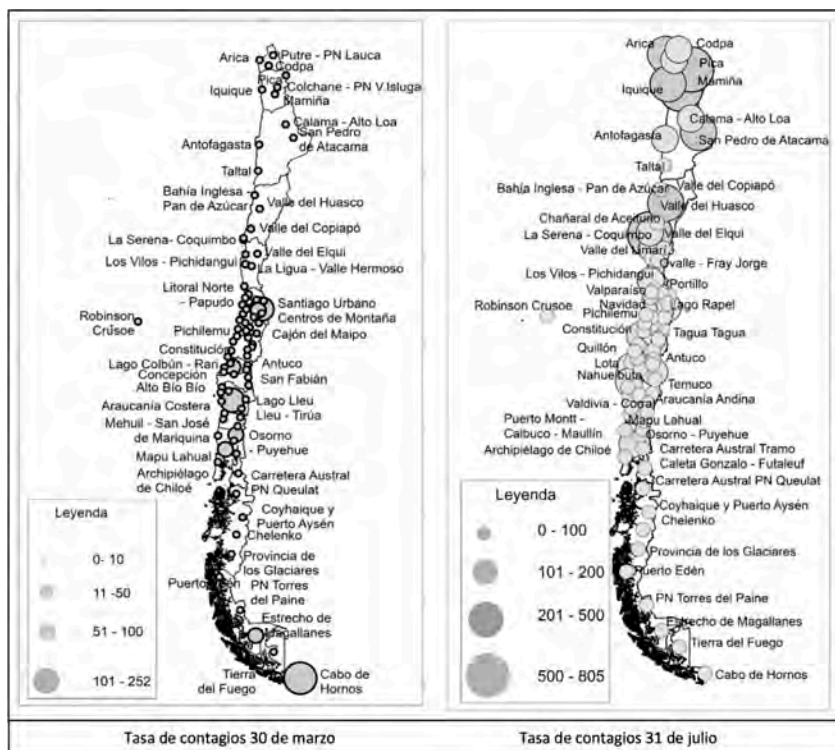 Arica
Putre - PN Lauca
Codpa
Pica
Colchane - PN V.Isluga
Iquique
Mamiña
Calama - Alto Loa
San Pedro
de Atacama
Antofagasta
Taltal
Bahía Inglesa -
Pan de Azúcar
Valle del Huasco
Valle del Copiapó
La Serena - Coquimbo
Valle del Elqui
Los Vilos - Pichidangui
La Ligua - Valle Hermoso
Litoral Norte
- Papudo
Santiago Urbano
Robinson
Crusoe
Centros de Montaña
Pichilemu
Cajón del Maipo
Constitución
Lago Colbún - Rari
Antuco
Concepción
San Fabián
Alto Bío Bío
Araucanía Costera
Lago Lleu
Lleu - Tirúa
Mehuil - San José
de Mariquina
Osorno
- Puyehue
Mapu Lahual
Archipiélago
de Chiloé
Carretera Austral
PN Queulat
Coyhaique y
Puerto Aysén
Chelenko
Provincia de
los Glaciares
Puerto Edén
PN Torres
del Paine
Estrecho de
Magallanes
Tierra
del Fuego
Cabo de
Hornos
Leyenda
0- 10
11 -50
51 - 100
101 - 252
Tasa de contagios 30 de marzo
Arica
Codpa
Pica
Mamiña
Iquique
Calama - Alto Loa
Antofagasta
San Pedro de Atacama
Taltal
Bahía Inglesa - Pan de Azúcar
Valle del Copiapó
Valle del Huasco
Chañaral de Aceituno
La Serena - Coquimbo
Valle del Elqui
Valle del Limarí
Ovalle - Fray Jorge
Los Vilos - Pichidangui
Portillo
Valparaíso
Robinson Crusoe
Navidad
Lago Rapel
Pichilemu
Constitución
Tagua Tagua
Quillón
Antuco
Lota
Nahuelbuta
Temuco
Araucanía Andina
Valdivia - Corral
Mapu Lahual
Puerto Montt -
Calbuco - Maullín
Osorno - Puyehue
Archipiélago de Chiloé
Carretera Austral Tramo
Caleta Gonzalo - Futaleuf
Carretera Austral PN Queulat
Coyhaique y Puerto Aysén
Chelenko
Provincia de los Glaciares
Puerto Edén
PN Torres del Paine
Estrecho de Magallanes
Tierra del Fuego
Cabo de Hornos
Leyenda
0 - 100
101 - 200
201 - 500
500 - 805
Tasa de contagios 31 de julio